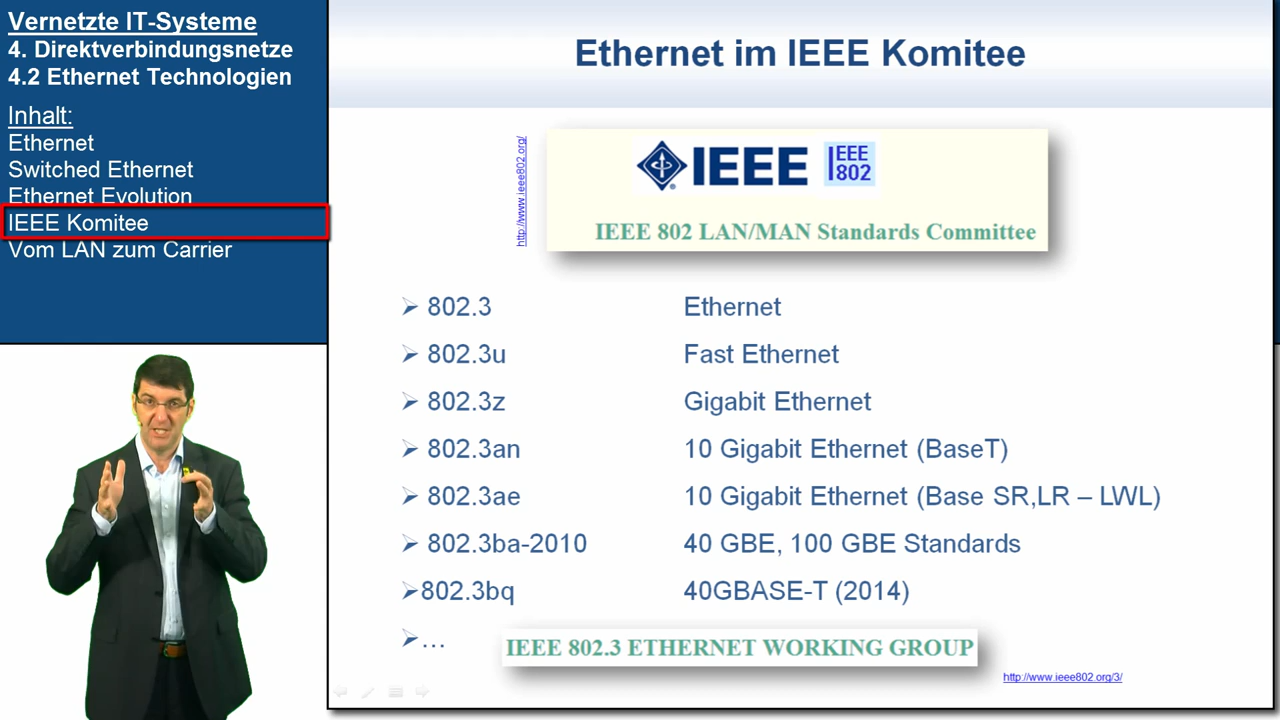 Vernetzte IT-Systeme
4. Direktverbindungsnetze
4.2 Ethernet Technologien
Inhalt:
Ethernet
Switched Ethernet
Ethernet Evolution
IEEE Komitee
Vom LAN zum Carrier
Ethernet im IEEE Komitee
http://www.ieee802.org/
IEEE
IEEE 802
IEEE 802 LAN/MAN Standards Committee
802.3 Ethernet
802.3u Fast Ethernet
802.3z Gigabit Ethernet
802.3an 10 Gigabit Ethernet (BaseT)
802.3ae 10 Gigabit Ethernet (Base SR,LR – LWL)
802.3ba-2010 40 GBE, 100 GBE Standards
802.3bq 40GBASE-T (2014)
...
IEEE 802.3 ETHERNET WORKING GROUP
http://www.ieee802.org/3/